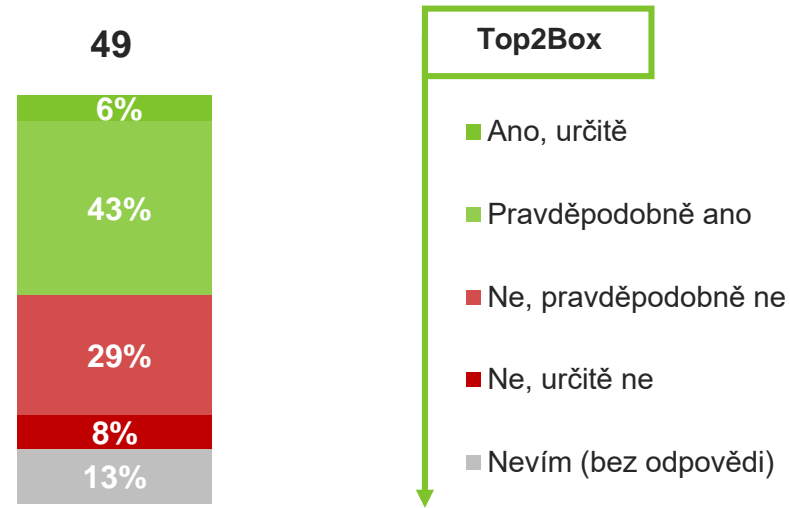 49
6%
43%
29%
8%
13%
Top2Box
Ano, určitě
Pravděpodobně ano
Ne, pravděpodobně ne
Ne, určitě ne
Nevím (bez odpovědi)